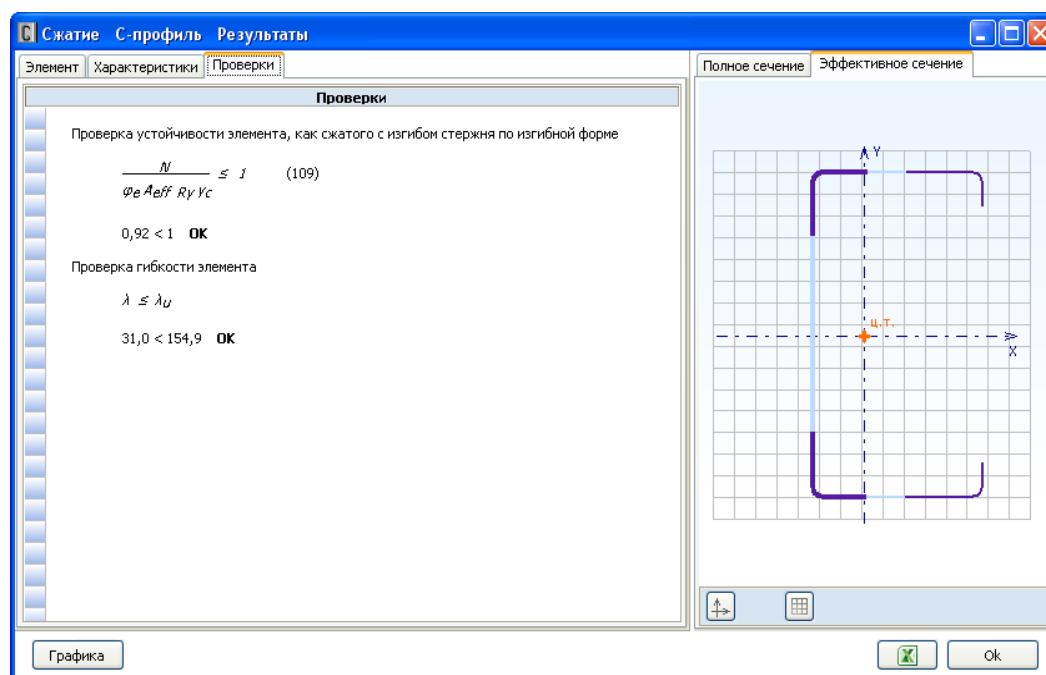 Сжатие С-профиль Результаты
Элемент Характеристики Проверки
Полное сечение Эффективное сечение
Проверки
Проверка устойчивости элемента, как сжатого с изгибом стержня по изгибной форме
N
≤ 1 (109)
φe Aeff Ry γc
0,92 < 1 OK
Проверка гибкости элемента
λ ≤ λu
31,0 < 154,9 OK
Y
ц.т.
X
Графика
Ok